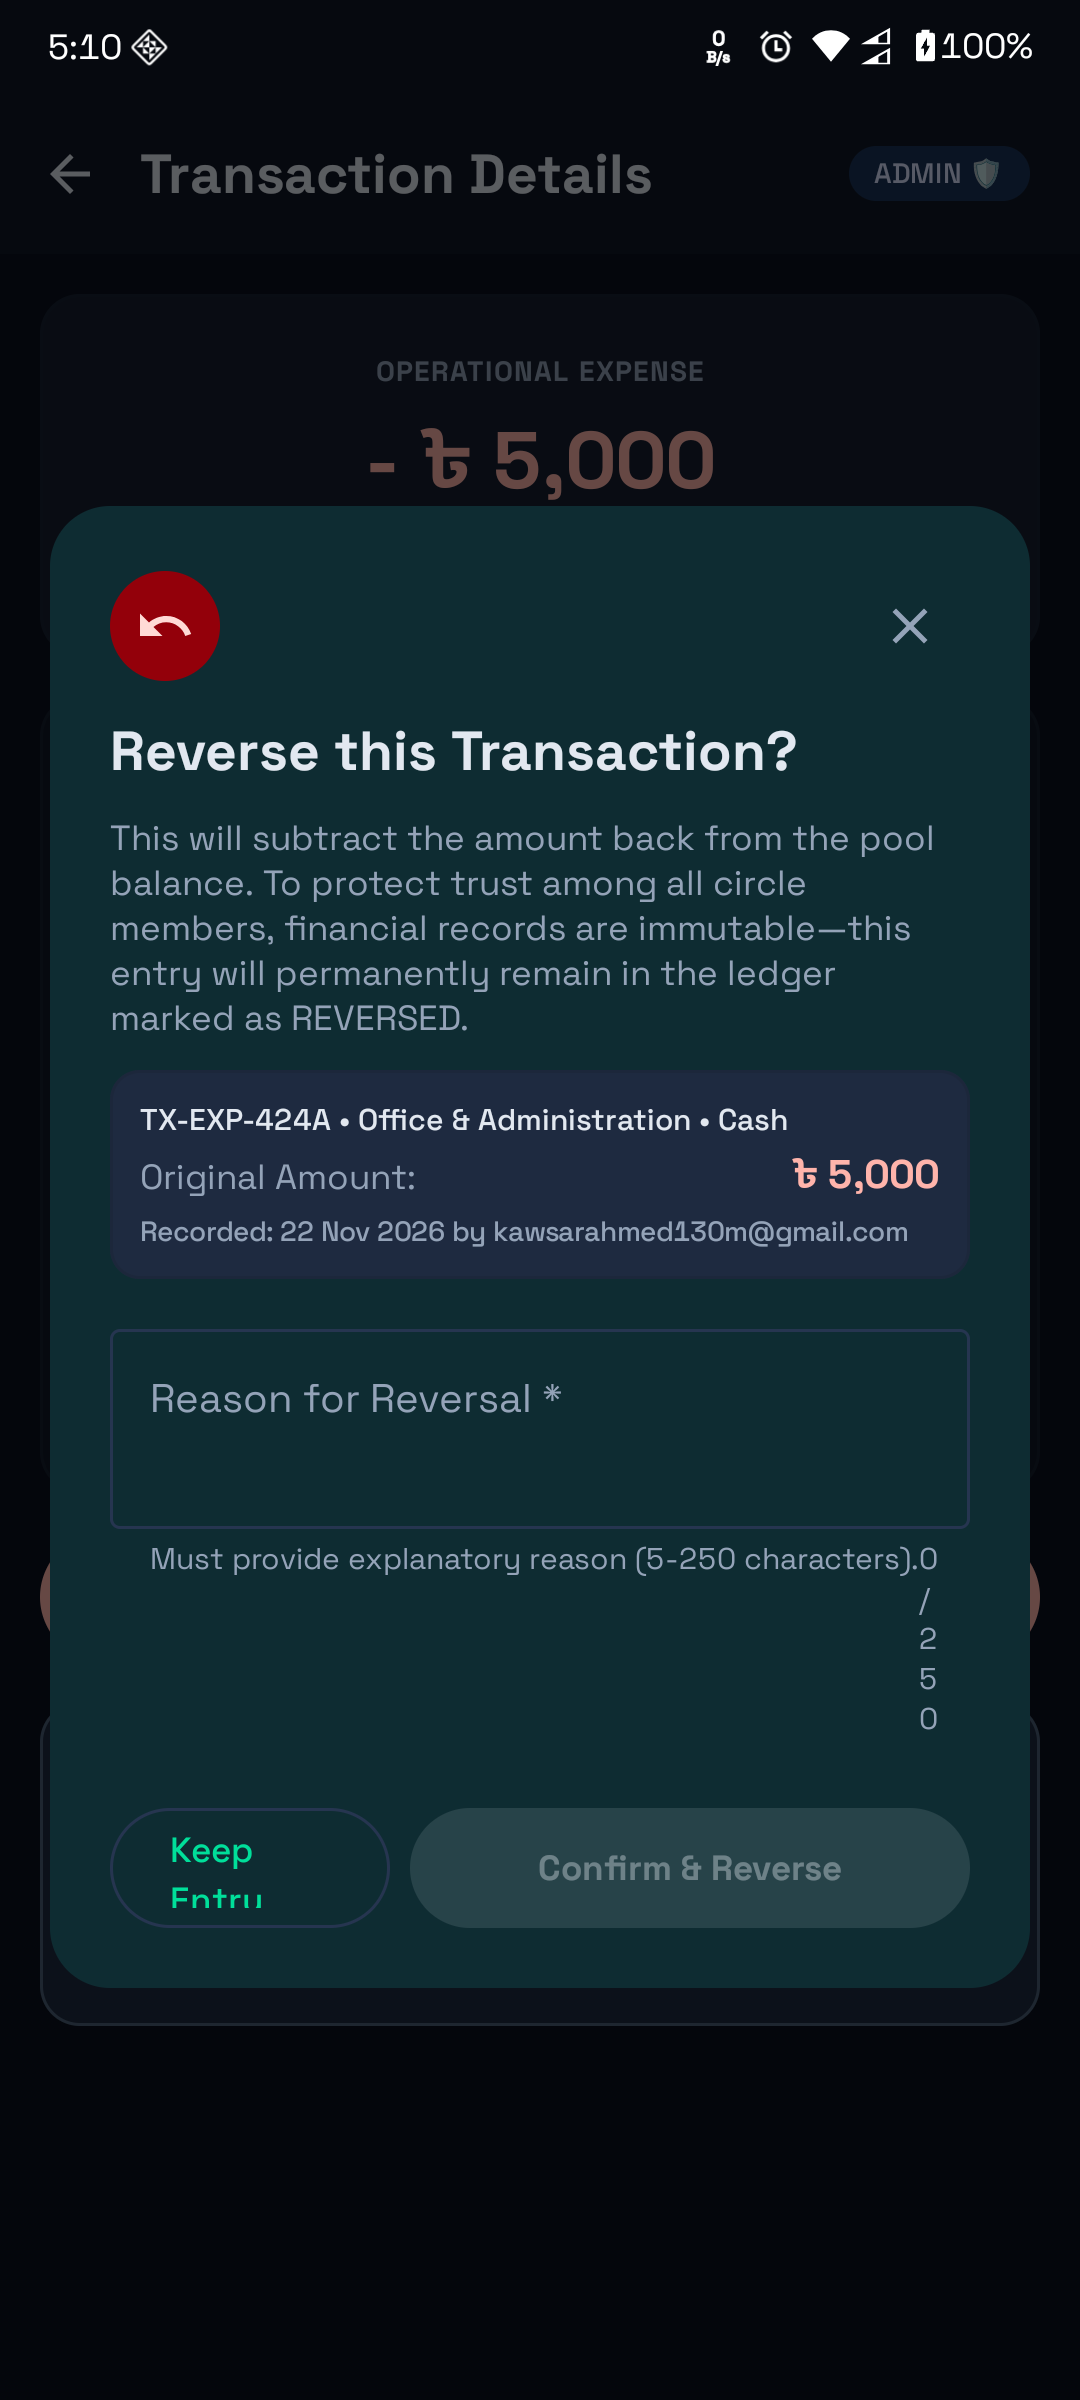 5:10
0
B/s
100%
Transaction Details
ADMIN
OPERATIONAL EXPENSE
- ৳ 5,000
Reverse this Transaction?
This will subtract the amount back from the pool
balance. To protect trust among all circle
members, financial records are immutable—this
entry will permanently remain in the ledger
marked as REVERSED.
TX-EXP-424A • Office & Administration • Cash
Original Amount:
৳ 5,000
Recorded: 22 Nov 2026 by kawsarahmed130m@gmail.com
Reason for Reversal *
Must provide explanatory reason (5-250 characters).0
/
2
5
0
Keep
Entry
Confirm & Reverse